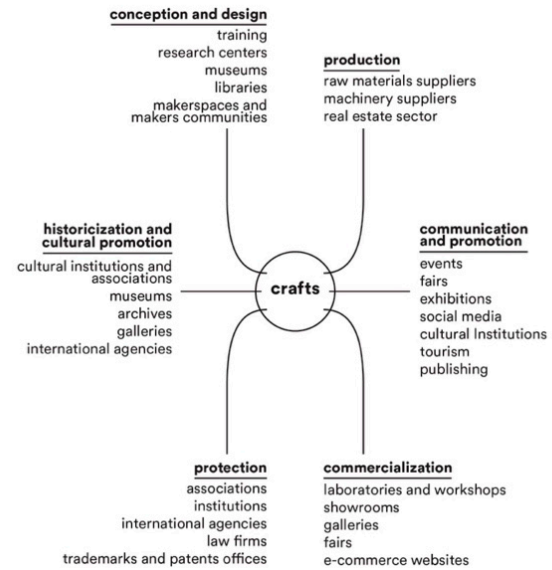 conception and design
training
research centers
museums
libraries
makerspaces and
makers communities
production
raw materials suppliers
machinery suppliers
real estate sector
historicization and
cultural promotion
cultural institutions and
associations
museums
archives
galleries
international agencies
crafts
communication
and promotion
events
fairs
exhibitions
social media
cultural Institutions
tourism
publishing
protection
associations
institutions
international agencies
law firms
trademarks and patents offices
commercialization
laboratories and workshops
showrooms
galleries
fairs
e-commerce websites